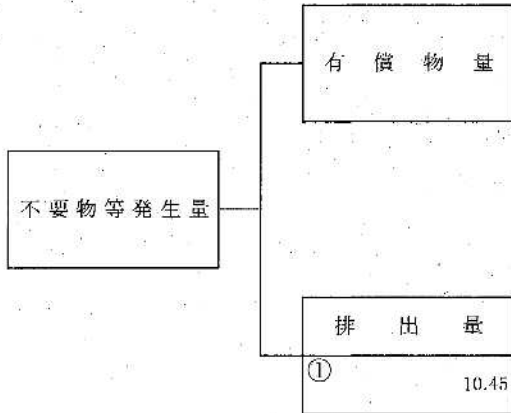 有償物量
不要物等発生量
排出量
①
10.45